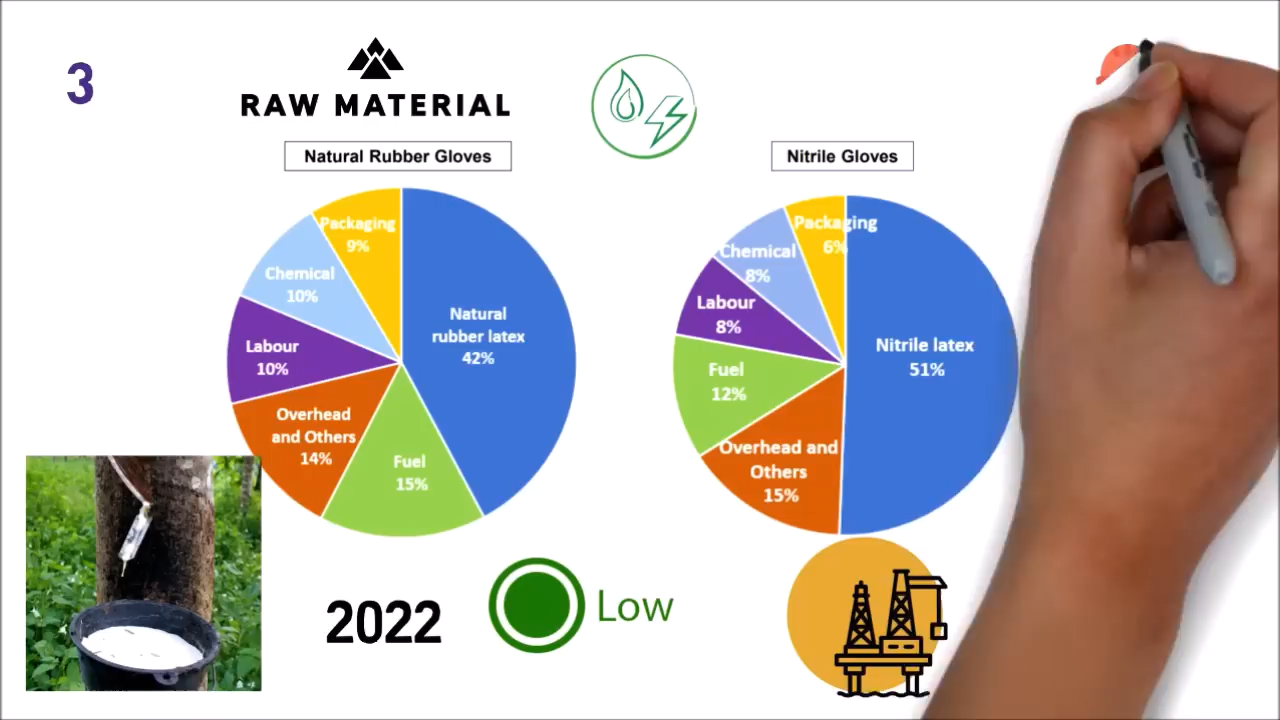 3
RAW MATERIAL
Natural Rubber Gloves
Nitrile Gloves
Packaging
9%
Chemical
10%
Labour
10%
Overhead
and Others
14%
Fuel
15%
Natural
rubber latex
42%
Packaging
6%
Chemical
8%
Labour
8%
Fuel
12%
Overhead and
Others
15%
Nitrile latex
51%
2022
Low